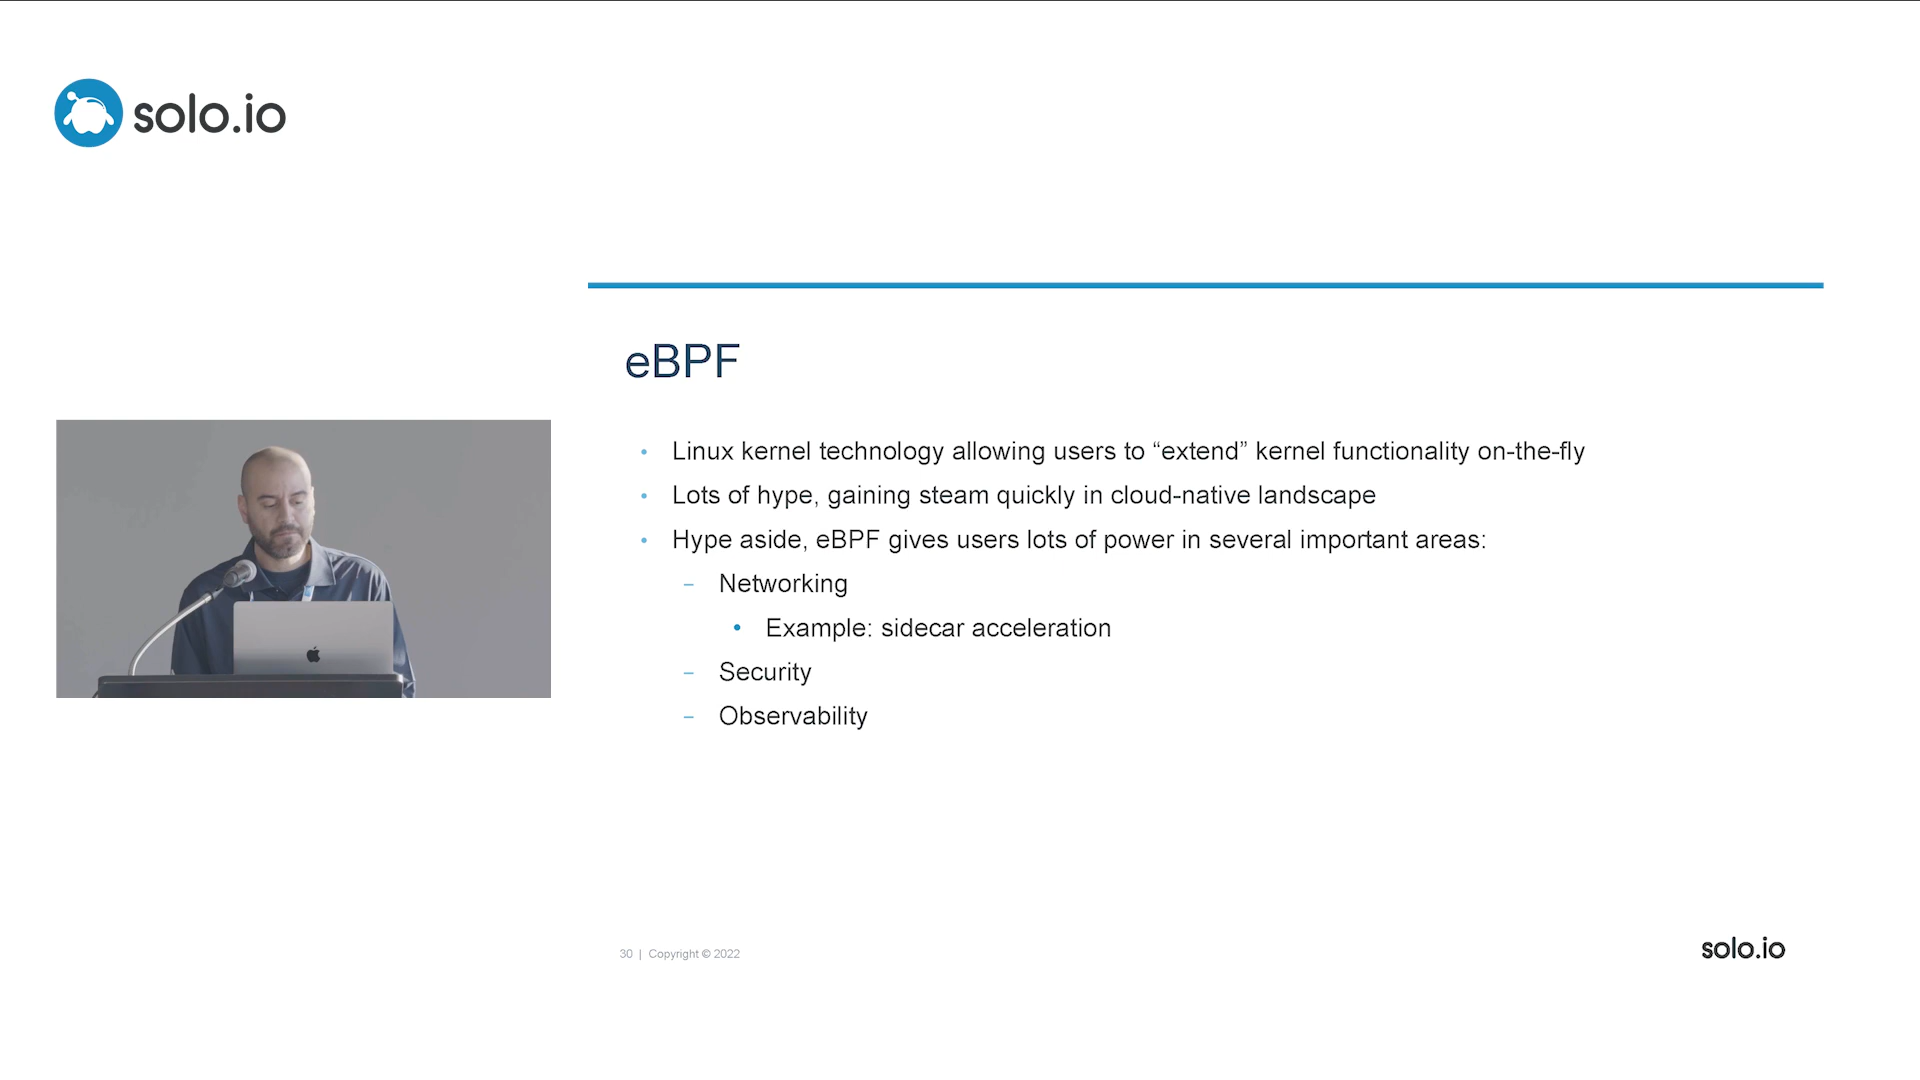 solo.io
eBPF
• Linux kernel technology allowing users to “extend” kernel functionality on-the-fly
• Lots of hype, gaining steam quickly in cloud-native landscape
• Hype aside, eBPF gives users lots of power in several important areas:
– Networking
• Example: sidecar acceleration
– Security
– Observability
30 | Copyright © 2022
solo.io